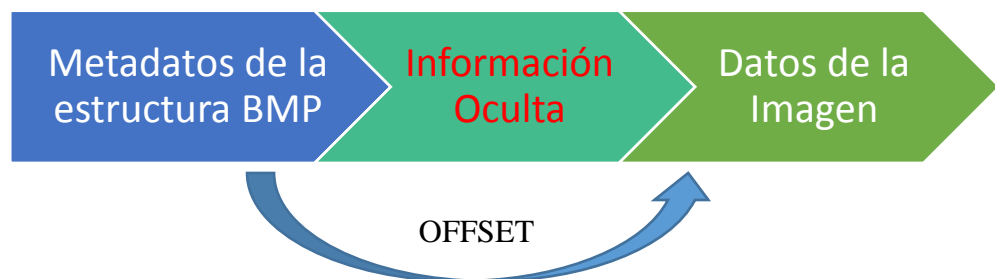 Metadatos de la
estructura BMP
Información
Oculta
Datos de la
Imagen
OFFSET